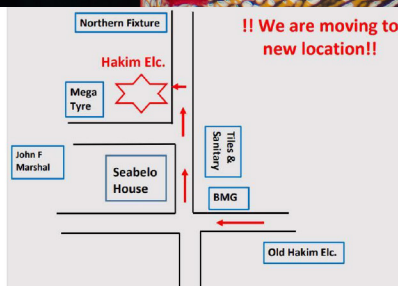 Northern Fixture
!! We are moving to
new location!!
Hakim Elc.
Mega
Tyre
Tiles &
Sanitary
John F
Marshal
Seabelo
House
BMG
Old Hakim Elc.